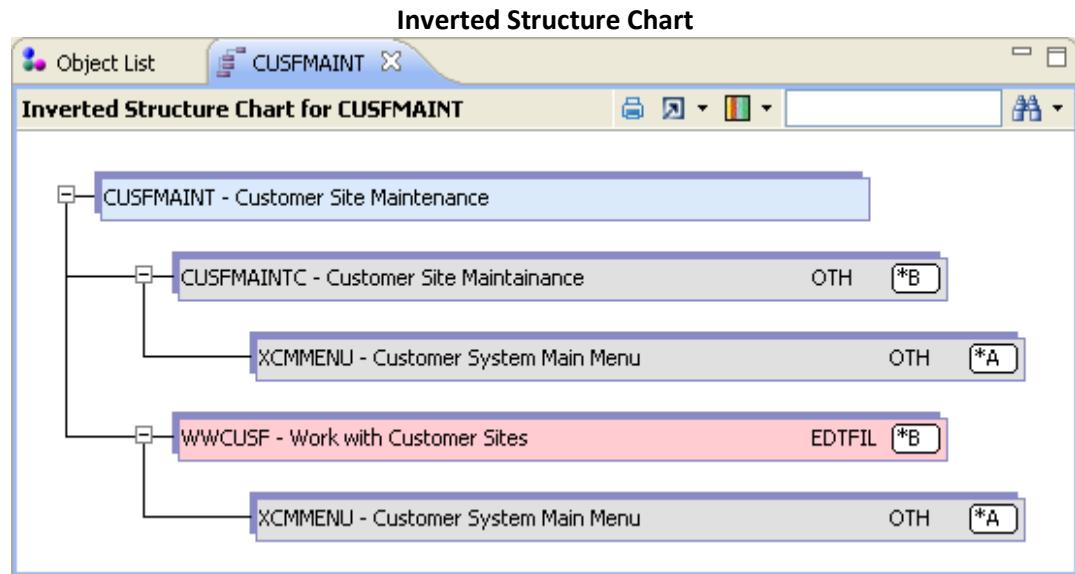 Inverted Structure Chart
Object List CUSFMAINT
Inverted Structure Chart for CUSFMAINT
CUSFMAINT - Customer Site Maintenance
CUSFMAINTC - Customer Site Maintainance OTH *B
XCMMENU - Customer System Main Menu OTH *A
WWCUSF - Work with Customer Sites EDTFIL *B
XCMMENU - Customer System Main Menu OTH *A